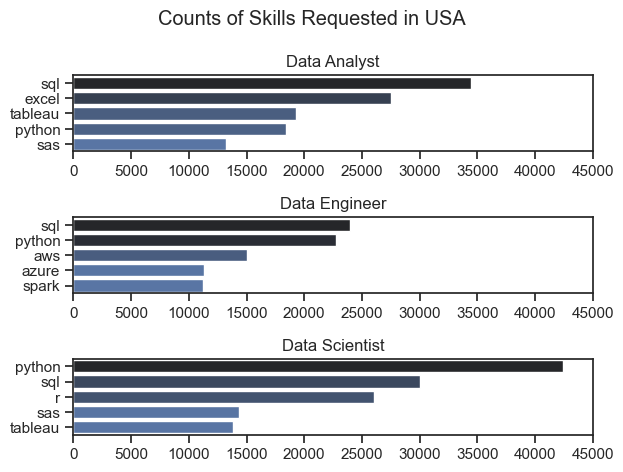 Counts of Skills Requested in USA
Data Analyst
sql
excel
tableau
python
sas
0 5000 10000 15000 20000 25000 30000 35000 40000 45000
Data Engineer
sql
python
aws
azure
spark
0 5000 10000 15000 20000 25000 30000 35000 40000 45000
Data Scientist
python
sql
r
sas
tableau
0 5000 10000 15000 20000 25000 30000 35000 40000 45000